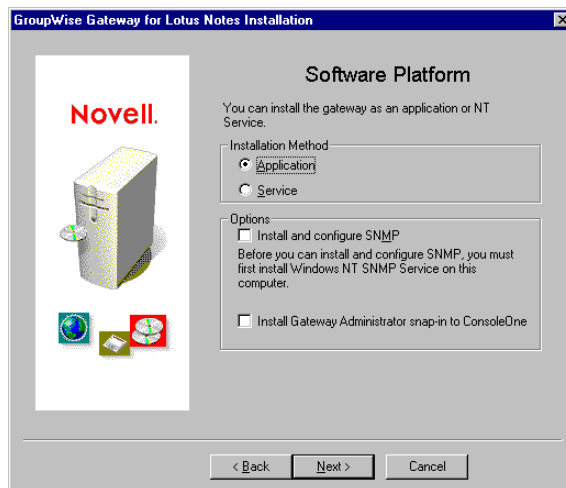 GroupWise Gateway for Lotus Notes Installation
Novell.
Software Platform
You can install the gateway as an application or NT
Service.
Installation Method
Application
Service
Options
Install and configure SNMP
Before you can install and configure SNMP, you must
first install Windows NT SNMP Service on this
computer.
Install Gateway Administrator snap-in to ConsoleOne
< Back
Next >
Cancel